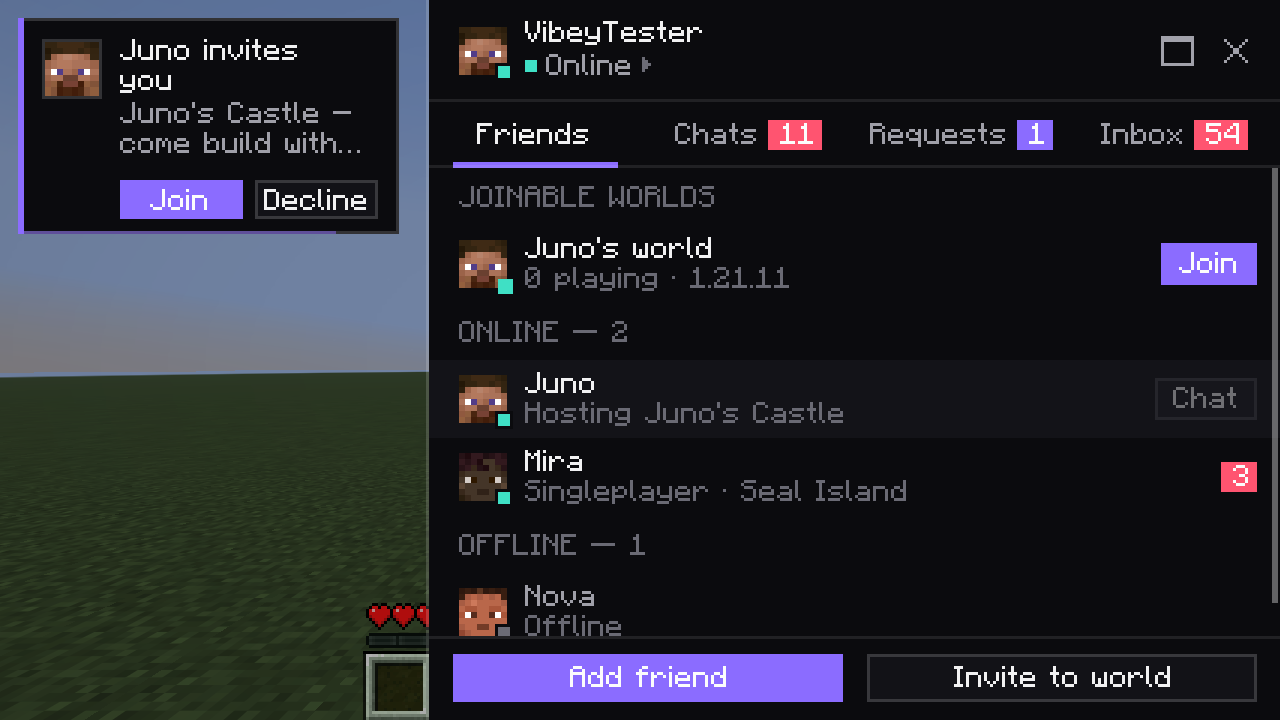 Juno invites
you
Juno's Castle —
come build with...
Join
Decline
VibeyTester
Online
Friends
Chats 11
Requests 1
Inbox 54
JOINABLE WORLDS
Juno's world
0 playing · 1.21.11
Join
ONLINE — 2
Juno
Hosting Juno's Castle
Chat
Mira
Singleplayer · Seal Island
3
OFFLINE — 1
Nova
Offline
Add friend
Invite to world